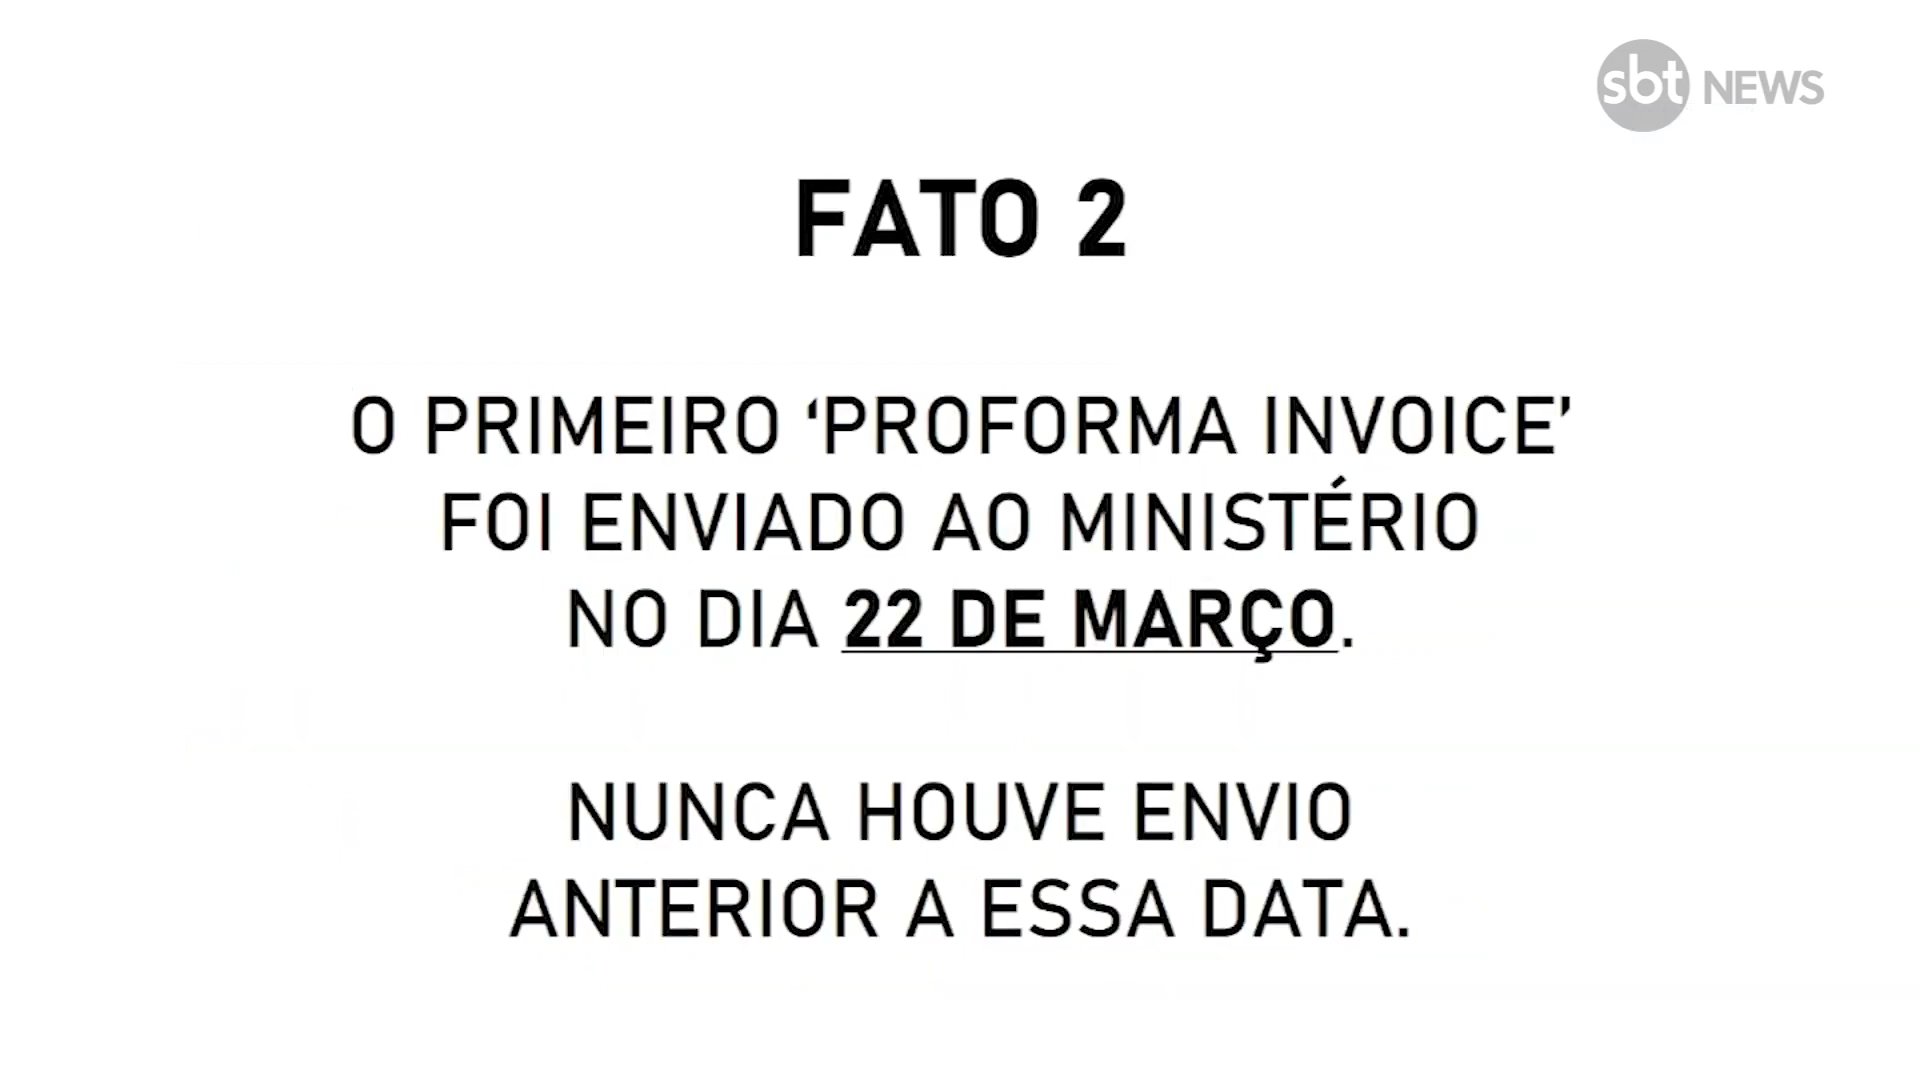 sbt NEWS
FATO 2
O PRIMEIRO ‘PROFORMA INVOICE’
FOI ENVIADO AO MINISTÉRIO
NO DIA 22 DE MARÇO.
NUNCA HOUVE ENVIO
ANTERIOR A ESSA DATA.